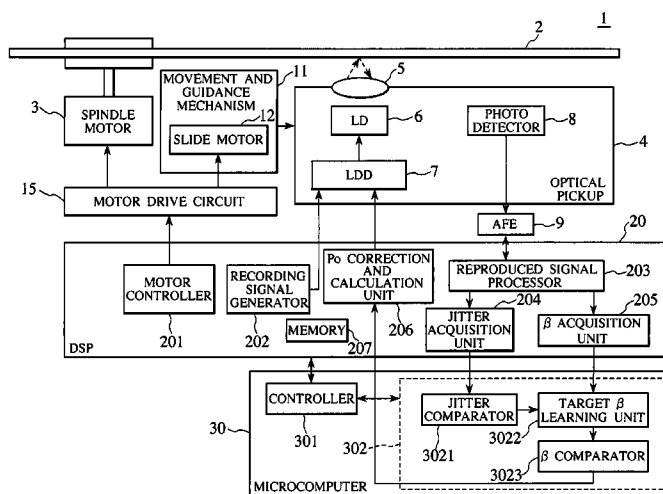 1
2
11
MOVEMENT AND
GUIDANCE
MECHANISM
12
SLIDE MOTOR
3
SPINDLE
MOTOR
5
LD
6
PHOTO
DETECTOR
8
4
LDD
7
OPTICAL
PICKUP
15
MOTOR DRIVE CIRCUIT
AFE
9
20
MOTOR
CONTROLLER
201
RECORDING
SIGNAL
GENERATOR
202
Po CORRECTION
AND
CALCULATION
UNIT
206
REPRODUCED SIGNAL
PROCESSOR
203
204
JITTER
ACQUISITION
UNIT
205
β ACQUISITION
UNIT
MEMORY
207
DSP
30
CONTROLLER
301
302
JITTER
COMPARATOR
3021
TARGET β
LEARNING UNIT
3022
β COMPARATOR
3023
MICROCOMPUTER